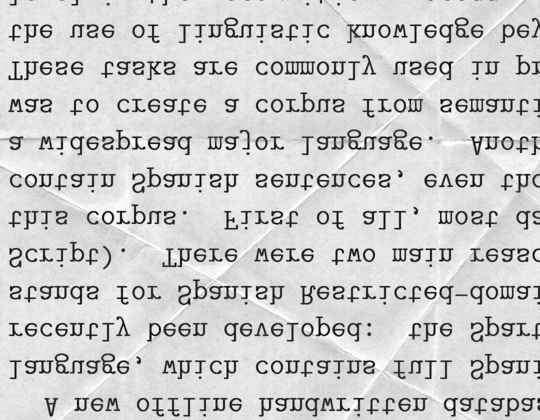 A new offline handwritten databas
language, which contains full Spani
recently been developed: the Spart
stands for Spanish Restricted-domai
Script). There were two main reaso
this corpus. First of all, most da
contain Spanish sentences, even tho
a widespread major language. Anoth
was to create a corpus from semanti
These tasks are commonly used in pr
the use of linguistic knowledge bey